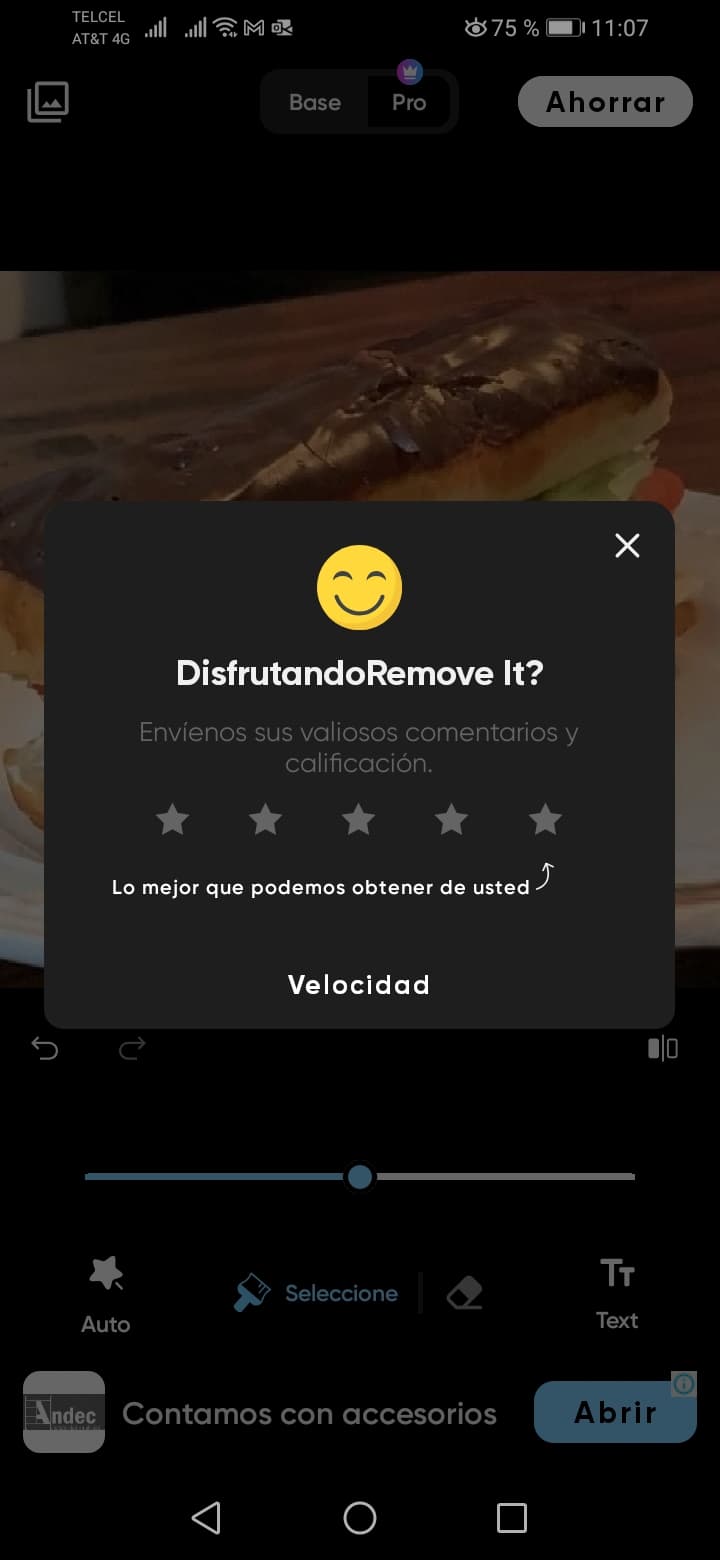 TELCEL
AT&T 4G
75 % 11:07
Base
Pro
Ahorrar
DisfrutandoRemove It?
Envíenos sus valiosos comentarios y
calificación.
Lo mejor que podemos obtener de usted
Velocidad
Seleccione
Auto
Text
Andec
Contamos con accesorios
Abrir